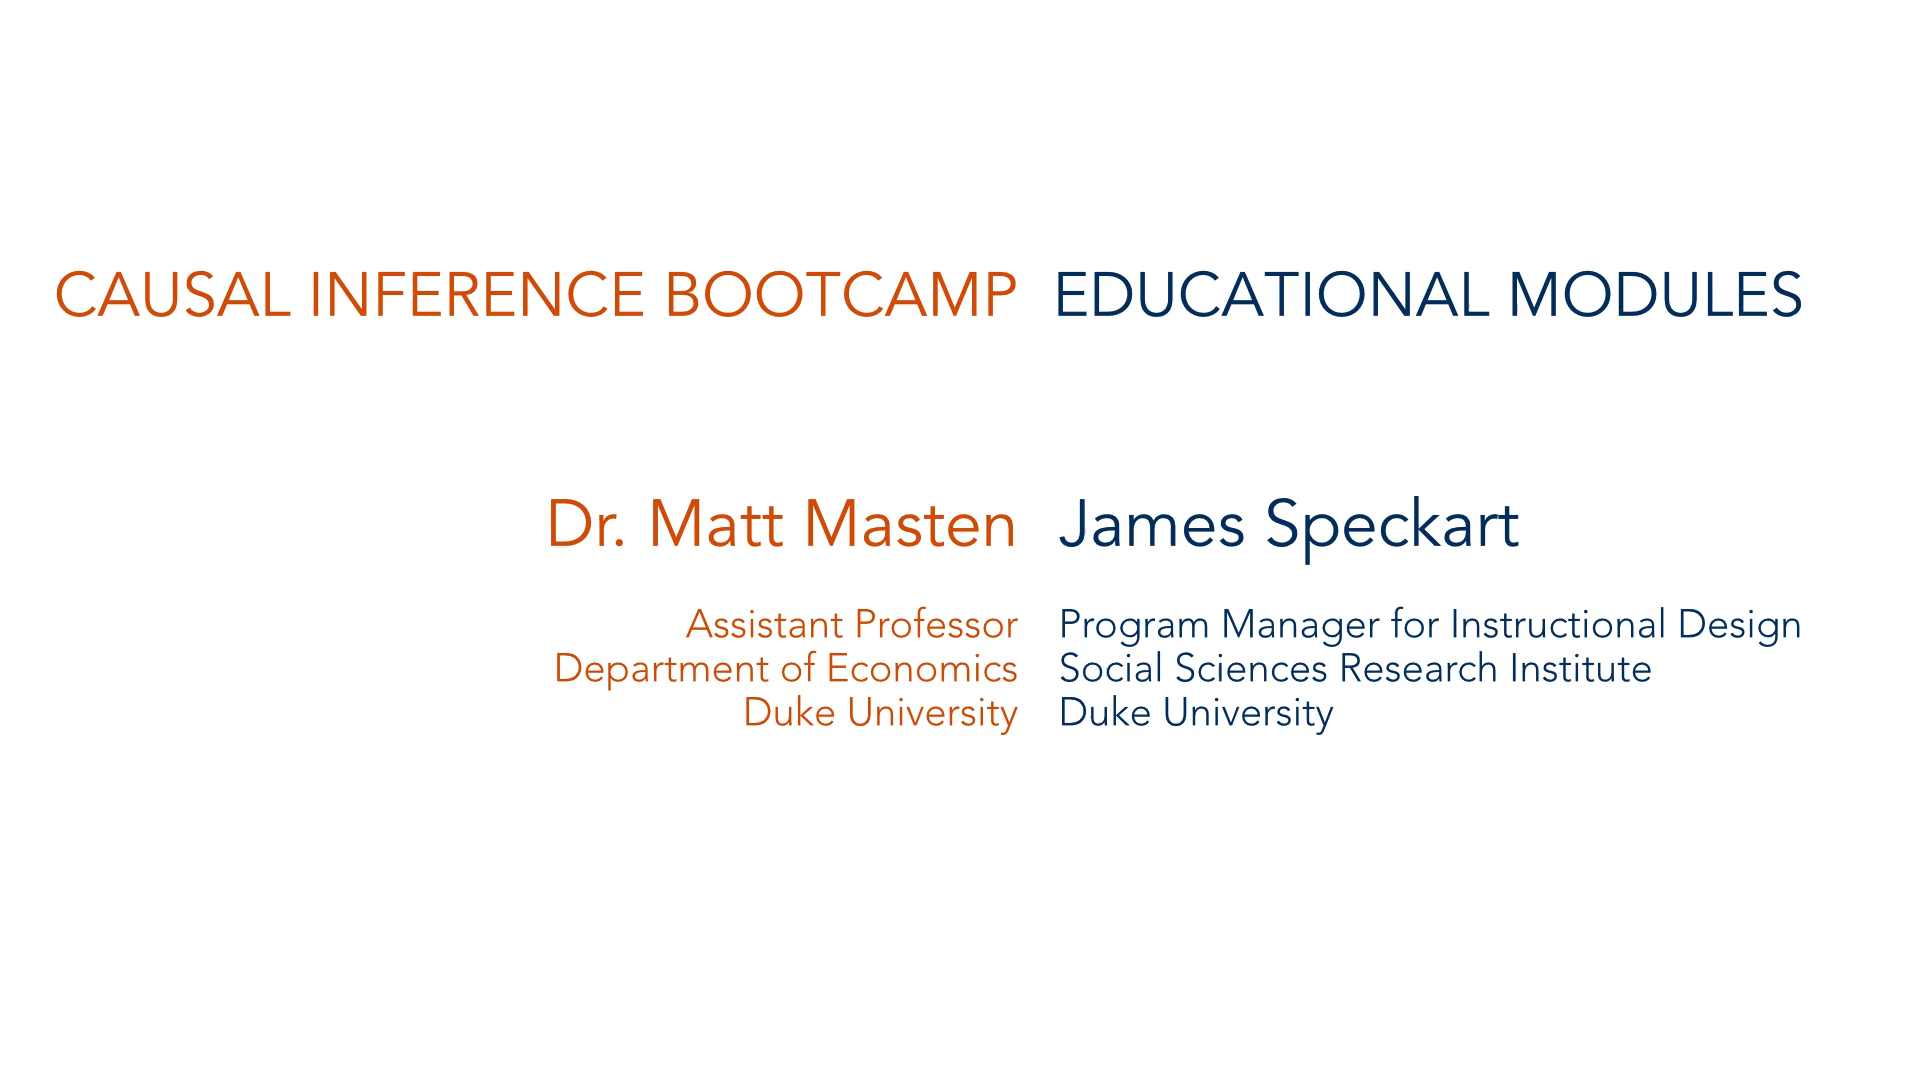 CAUSAL INFERENCE BOOTCAMP EDUCATIONAL MODULES
Dr. Matt Masten
Assistant Professor
Department of Economics
Duke University
James Speckart
Program Manager for Instructional Design
Social Sciences Research Institute
Duke University